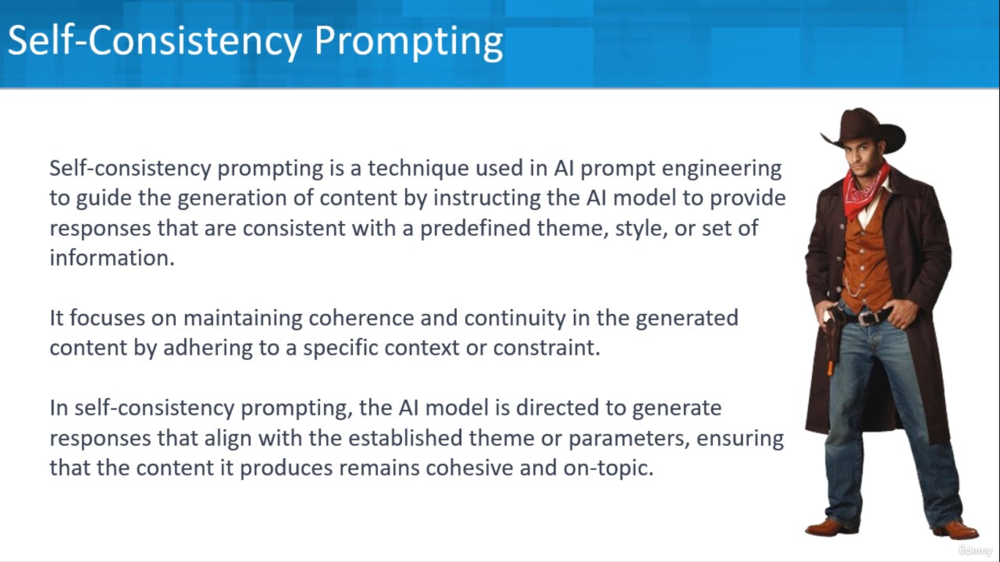 Self-Consistency Prompting
Self-consistency prompting is a technique used in AI prompt engineering
to guide the generation of content by instructing the AI model to provide
responses that are consistent with a predefined theme, style, or set of
information.
It focuses on maintaining coherence and continuity in the generated
content by adhering to a specific context or constraint.
In self-consistency prompting, the AI model is directed to generate
responses that align with the established theme or parameters, ensuring
that the content it produces remains cohesive and on-topic.
ûdemy